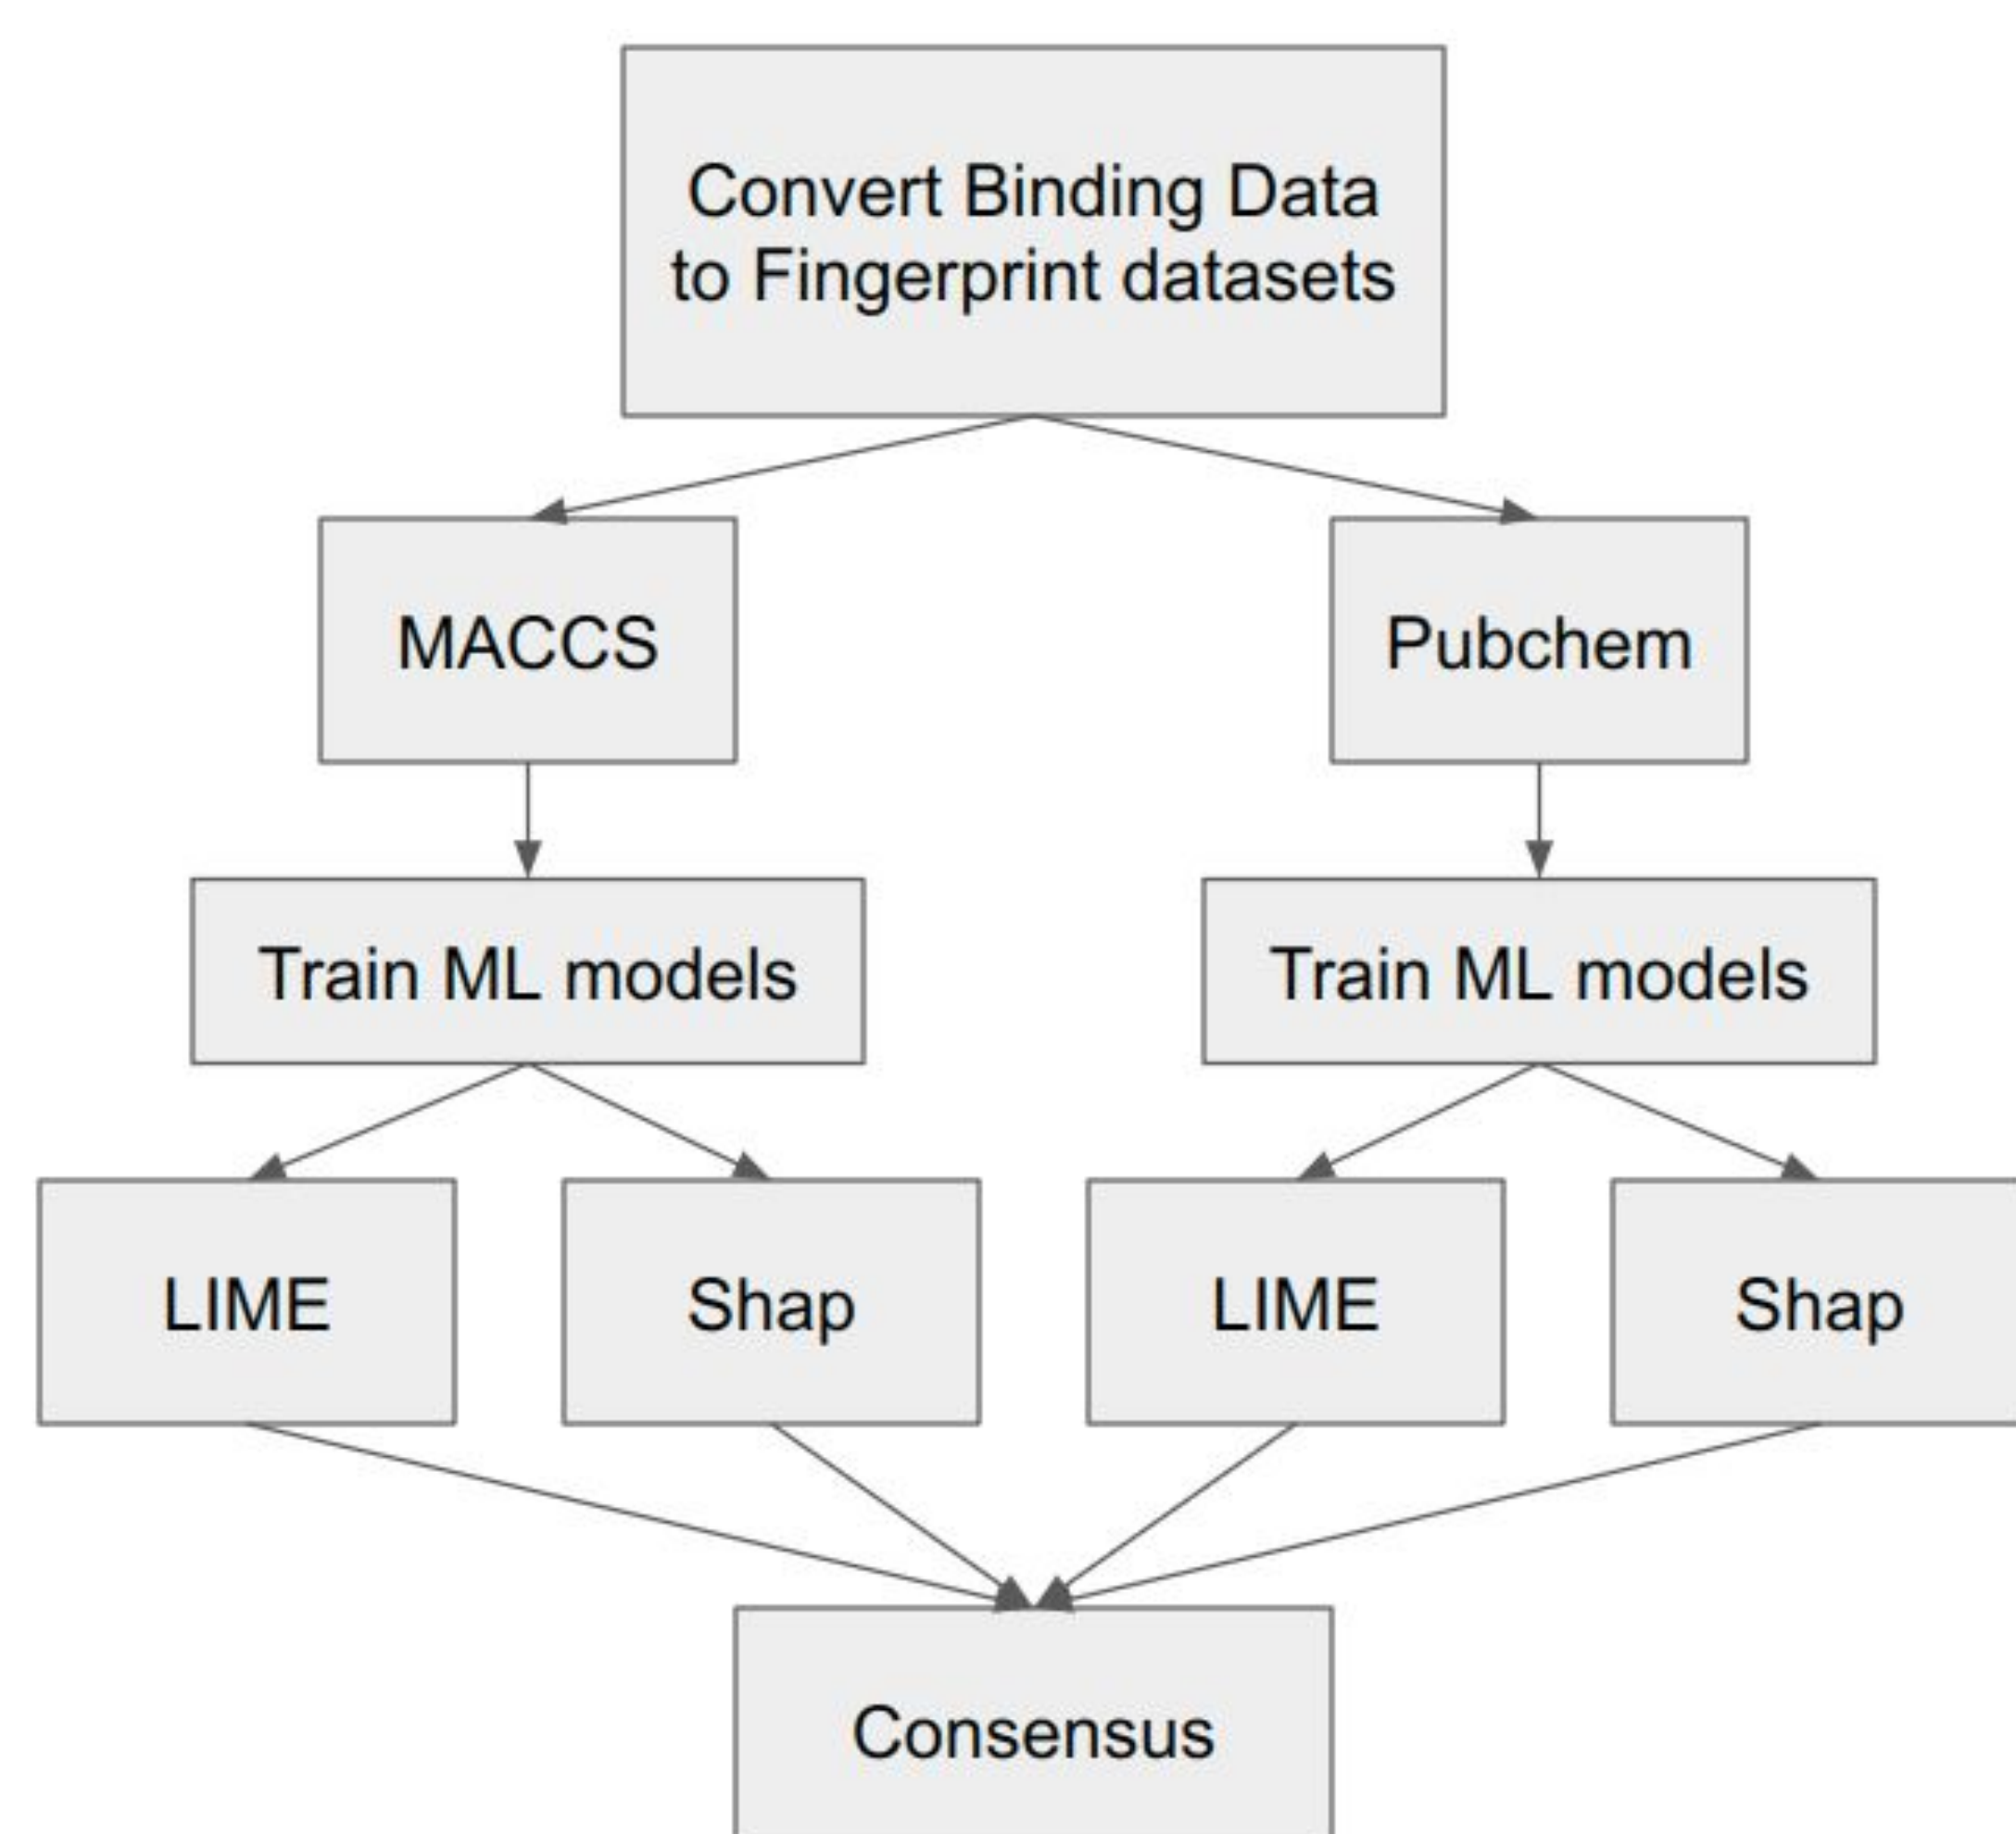 Convert Binding Data
to Fingerprint datasets
MACCS
Pubchem
Train ML models
Train ML models
LIME
Shap
LIME
Shap
Consensus